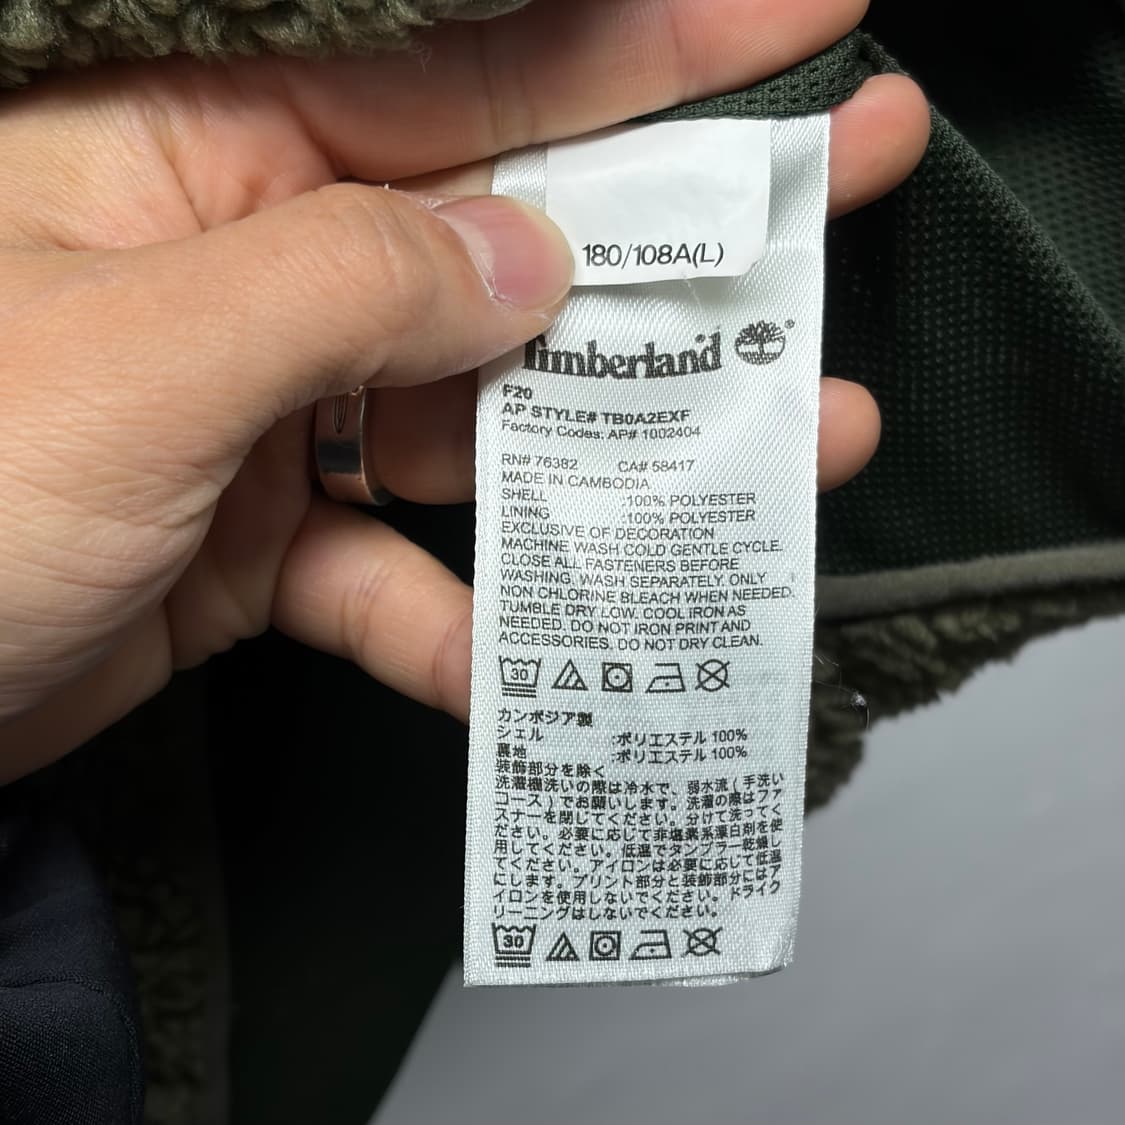 180/108A(L)
Timberland ®
F20
AP STYLE# TB0A2EXF
Factory Codes: AP# 1002404
RN# 76382 CA# 58417
MADE IN CAMBODIA
SHELL :100% POLYESTER
LINING :100% POLYESTER
EXCLUSIVE OF DECORATION
MACHINE WASH COLD GENTLE CYCLE.
CLOSE ALL FASTENERS BEFORE
WASHING. WASH SEPARATELY. ONLY
NON CHLORINE BLEACH WHEN NEEDED.
TUMBLE DRY LOW. COOL IRON AS
NEEDED. DO NOT IRON PRINT AND
ACCESSORIES. DO NOT DRY CLEAN.
30
カンボジア製
シェル :ポリエステル 100%
裏地 :ポリエステル 100%
装飾部分を除く
洗濯機洗いの際は冷水で、弱水流（手洗い
コース）でお願いします。洗濯の際はファ
スナーを閉じてください。分けて洗ってく
ださい。必要に応じて非塩素系漂白剤を使
用してください。低温でタンブラー乾燥し
てください。アイロンは必要に応じて低温
にします。プリント部分と装飾部分にはア
イロンを使用しないでください。ドライク
リーニングはしないでください。
30